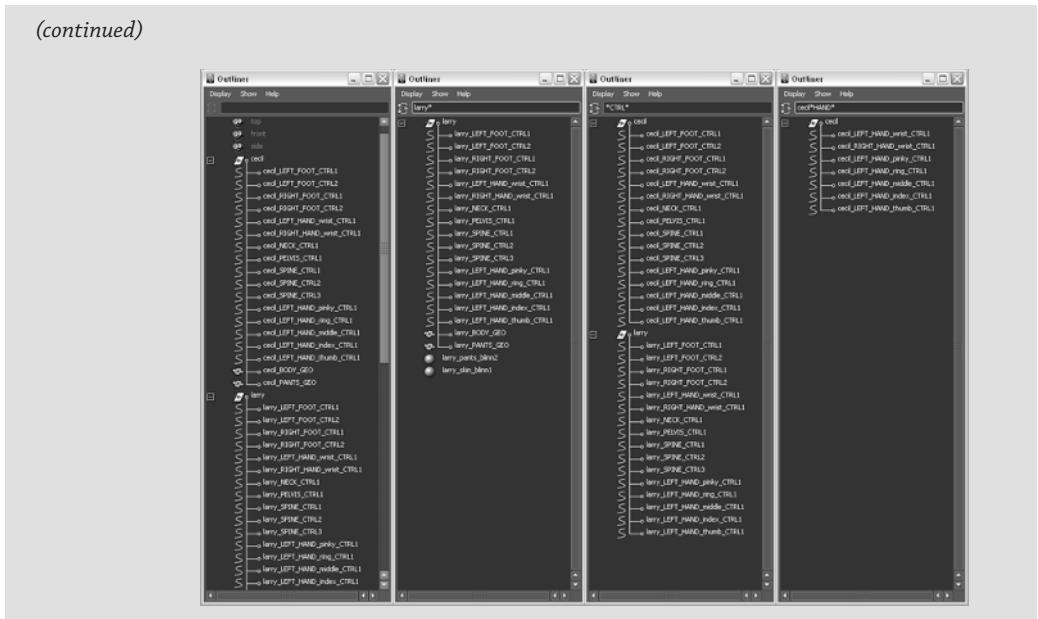 (continued)
Outliner
Display Show Help
top
front
side
cecil
cecil_LEFT_FOOT_CTRL1
cecil_LEFT_FOOT_CTRL2
cecil_RIGHT_FOOT_CTRL1
cecil_RIGHT_FOOT_CTRL2
cecil_LEFT_HAND_wrist_CTRL1
cecil_RIGHT_HAND_wrist_CTRL1
cecil_NECK_CTRL1
cecil_PELVIS_CTRL1
cecil_SPINE_CTRL1
cecil_SPINE_CTRL2
cecil_SPINE_CTRL3
cecil_LEFT_HAND_pinky_CTRL1
cecil_LEFT_HAND_ring_CTRL1
cecil_LEFT_HAND_middle_CTRL1
cecil_LEFT_HAND_index_CTRL1
cecil_LEFT_HAND_thumb_CTRL1
cecil_BODY_GEO
cecil_PANTS_GEO
larry
larry_LEFT_FOOT_CTRL1
larry_LEFT_FOOT_CTRL2
larry_RIGHT_FOOT_CTRL1
larry_RIGHT_FOOT_CTRL2
larry_LEFT_HAND_wrist_CTRL1
larry_RIGHT_HAND_wrist_CTRL1
larry_NECK_CTRL1
larry_PELVIS_CTRL1
larry_SPINE_CTRL1
larry_SPINE_CTRL2
larry_SPINE_CTRL3
larry_LEFT_HAND_pinky_CTRL1
larry_LEFT_HAND_ring_CTRL1
larry_LEFT_HAND_middle_CTRL1
larry_LEFT_HAND_index_CTRL1
Outliner
Display Show Help
larry*
larry
larry_LEFT_FOOT_CTRL1
larry_LEFT_FOOT_CTRL2
larry_RIGHT_FOOT_CTRL1
larry_RIGHT_FOOT_CTRL2
larry_LEFT_HAND_wrist_CTRL1
larry_RIGHT_HAND_wrist_CTRL1
larry_NECK_CTRL1
larry_PELVIS_CTRL1
larry_SPINE_CTRL1
larry_SPINE_CTRL2
larry_SPINE_CTRL3
larry_LEFT_HAND_pinky_CTRL1
larry_LEFT_HAND_ring_CTRL1
larry_LEFT_HAND_middle_CTRL1
larry_LEFT_HAND_index_CTRL1
larry_LEFT_HAND_thumb_CTRL1
larry_BODY_GEO
larry_PANTS_GEO
larry_pants_blinn2
larry_skin_blinn1
Outliner
Display Show Help
*CTRL*
cecil
cecil_LEFT_FOOT_CTRL1
cecil_LEFT_FOOT_CTRL2
cecil_RIGHT_FOOT_CTRL1
cecil_RIGHT_FOOT_CTRL2
cecil_LEFT_HAND_wrist_CTRL1
cecil_RIGHT_HAND_wrist_CTRL1
cecil_NECK_CTRL1
cecil_PELVIS_CTRL1
cecil_SPINE_CTRL1
cecil_SPINE_CTRL2
cecil_SPINE_CTRL3
cecil_LEFT_HAND_pinky_CTRL1
cecil_LEFT_HAND_ring_CTRL1
cecil_LEFT_HAND_middle_CTRL1
cecil_LEFT_HAND_index_CTRL1
cecil_LEFT_HAND_thumb_CTRL1
larry
larry_LEFT_FOOT_CTRL1
larry_LEFT_FOOT_CTRL2
larry_RIGHT_FOOT_CTRL1
larry_RIGHT_FOOT_CTRL2
larry_LEFT_HAND_wrist_CTRL1
larry_RIGHT_HAND_wrist_CTRL1
larry_NECK_CTRL1
larry_PELVIS_CTRL1
larry_SPINE_CTRL1
larry_SPINE_CTRL2
larry_SPINE_CTRL3
larry_LEFT_HAND_pinky_CTRL1
larry_LEFT_HAND_ring_CTRL1
larry_LEFT_HAND_middle_CTRL1
larry_LEFT_HAND_index_CTRL1
larry_LEFT_HAND_thumb_CTRL1
Outliner
Display Show Help
cecil*HAND*
cecil
cecil_LEFT_HAND_wrist_CTRL1
cecil_RIGHT_HAND_wrist_CTRL1
cecil_LEFT_HAND_pinky_CTRL1
cecil_LEFT_HAND_ring_CTRL1
cecil_LEFT_HAND_middle_CTRL1
cecil_LEFT_HAND_index_CTRL1
cecil_LEFT_HAND_thumb_CTRL1